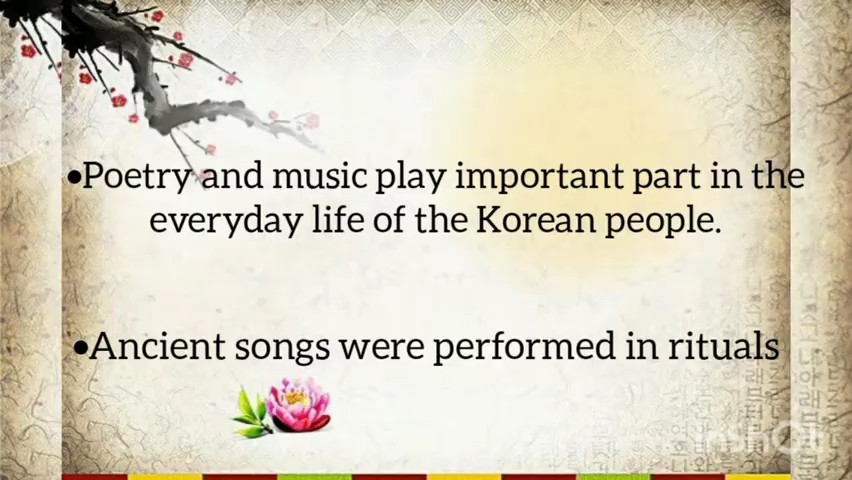 •Poetry and music play important part in the
everyday life of the Korean people.
•Ancient songs were performed in rituals